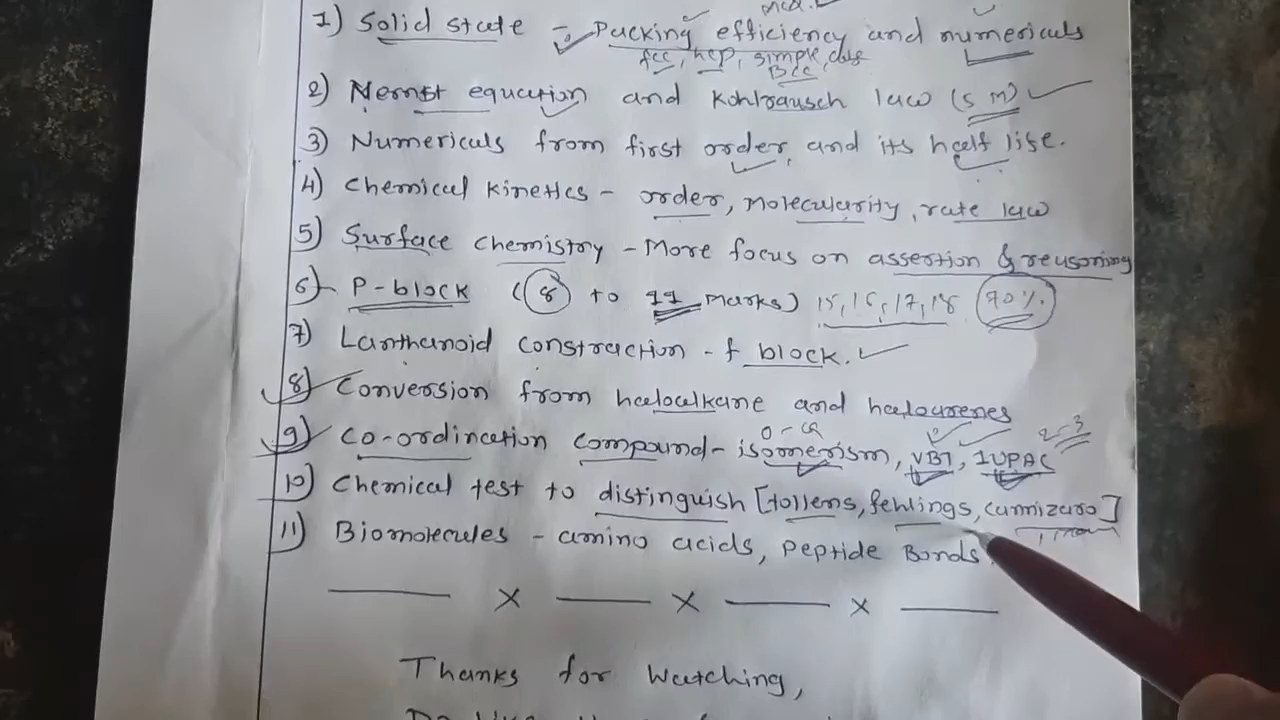 mcq.
1) Solid state - Packing efficiency and numericals
fcc, hcp, simple,
BCC
2) Nernst equation and Kohlrausch law (5 m)
3) Numericals from first order, and its half life.
4) Chemical kinetics - order, Molecularity, rate law
5) Surface chemistry - More focus on assertion & reasoning
6) P-block (8 to 11 Marks) 15, 16, 17, 18 90%.
7) Lanthanoid constraction - f block.
8) Conversion from haloalkane and haloarenes
9) Co-ordination compound - isomerism, VBT, IUPAC
2-3
10) Chemical test to distinguish [tollens, fehlings, cannizaro]
11) Biomolecules - amino acids, Peptide Bonds.
Thanks for Watching,